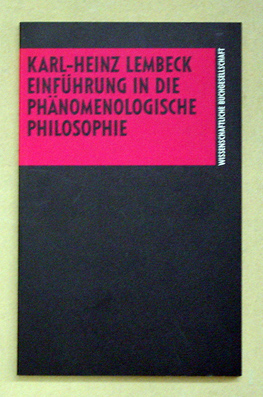 KARL-HEINZ LEMBECK
EINFÜHRUNG IN DIE
PHÄNOMENOLOGISCHE
PHILOSOPHIE
WISSENSCHAFTLICHE BUCHGESELLSCHAFT